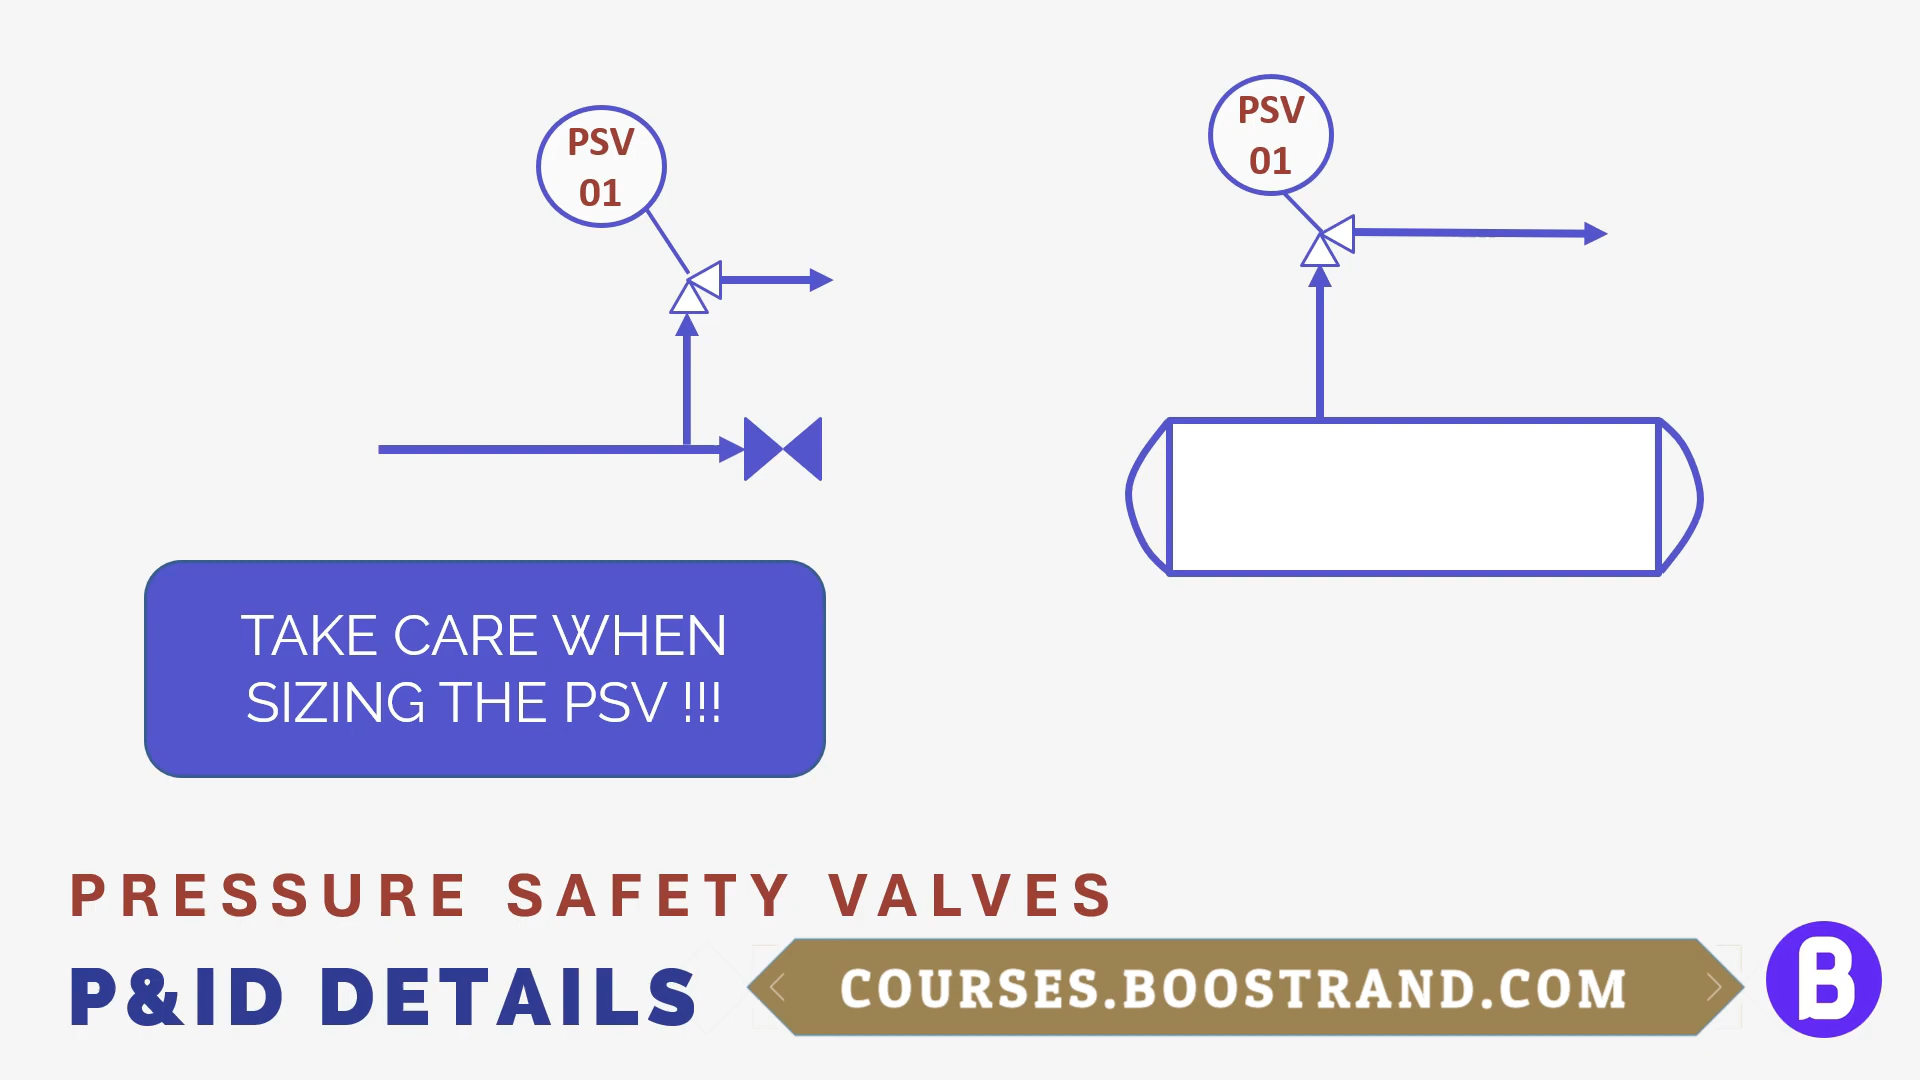 PSV
01
PSV
01
TAKE CARE WHEN
SIZING THE PSV !!!
PRESSURE SAFETY VALVES
P&ID DETAILS
COURSES.BOOSTRAND.COM
B